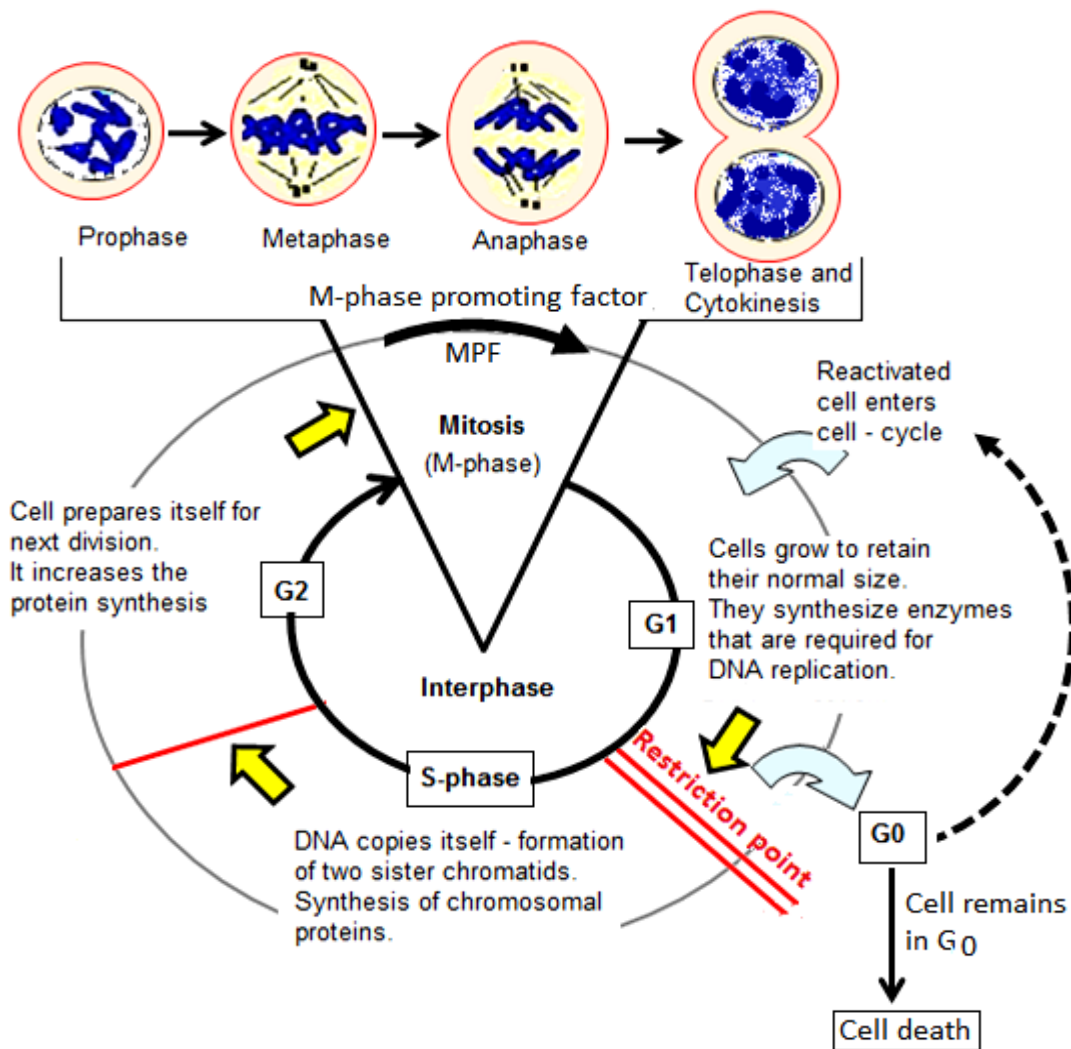 Prophase
Metaphase
Anaphase
Telophase and
Cytokinesis
M-phase promoting factor
MPF
Mitosis
(M-phase)
Reactivated
cell enters
cell - cycle
Cell prepares itself for
next division.
It increases the
protein synthesis
G2
G1
Cells grow to retain
their normal size.
They synthesize enzymes
that are required for
DNA replication.
Interphase
S-phase
Restriction point
DNA copies itself - formation
of two sister chromatids.
Synthesis of chromosomal
proteins.
G0
Cell remains
in G0
Cell death